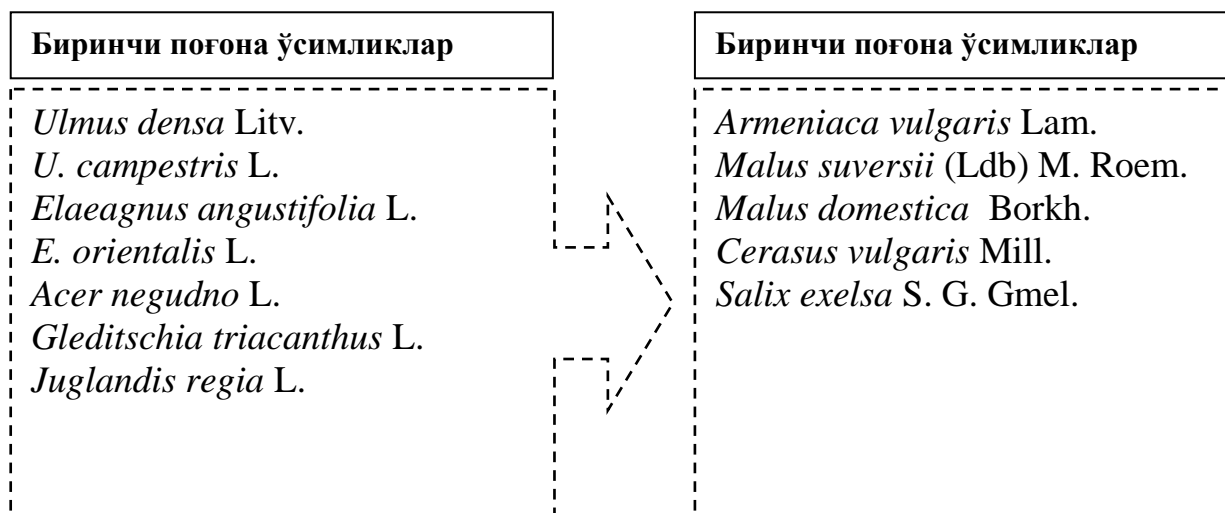 Биринчи поғона ўсимликлар
Ulmus densa Litv.
U. campestris L.
Elaeagnus angustifolia L.
E. orientalis L.
Acer negudno L.
Gleditschia triacanthus L.
Juglandis regia L.
Биринчи поғона ўсимликлар
Armeniaca vulgaris Lam.
Malus suversii (Ldb) M. Roem.
Malus domestica Borkh.
Cerasus vulgaris Mill.
Salix exelsa S. G. Gmel.